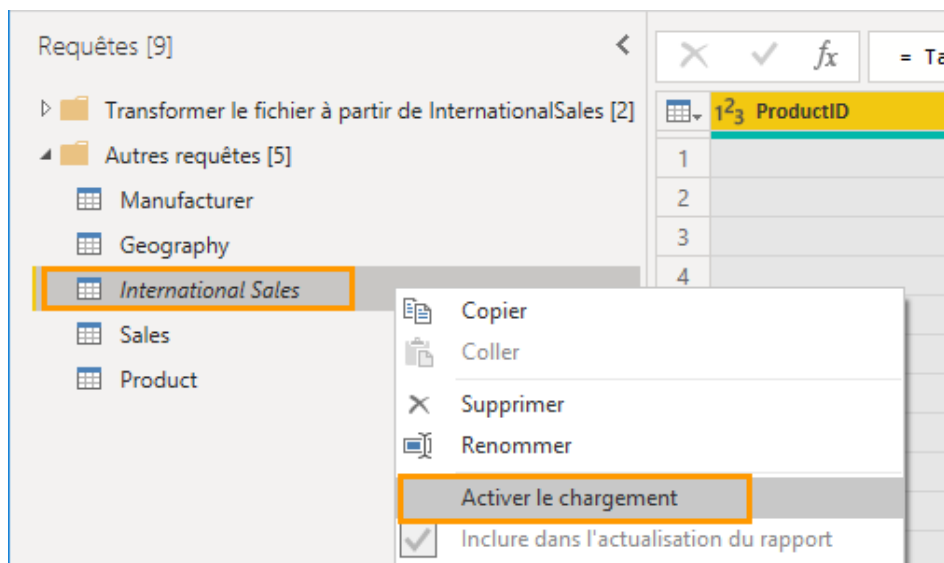 Requêtes [9]
fx = Ta
Transformer le fichier à partir de InternationalSales [2]
1²3 ProductID
Autres requêtes [5]
1
Manufacturer
2
Geography
3
International Sales
4
Copier
Sales
Coller
Product
Supprimer
Renommer
Activer le chargement
Inclure dans l'actualisation du rapport